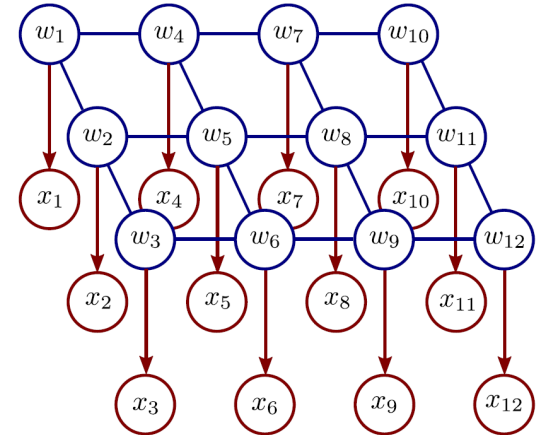 w₁ w₄ w₇ w₁₀
w₂ w₅ w₈ w₁₁
x₁ x₄ x₇ x₁₀
w₃ w₆ w₉ w₁₂
x₂ x₅ x₈ x₁₁
x₃ x₆ x₉ x₁₂